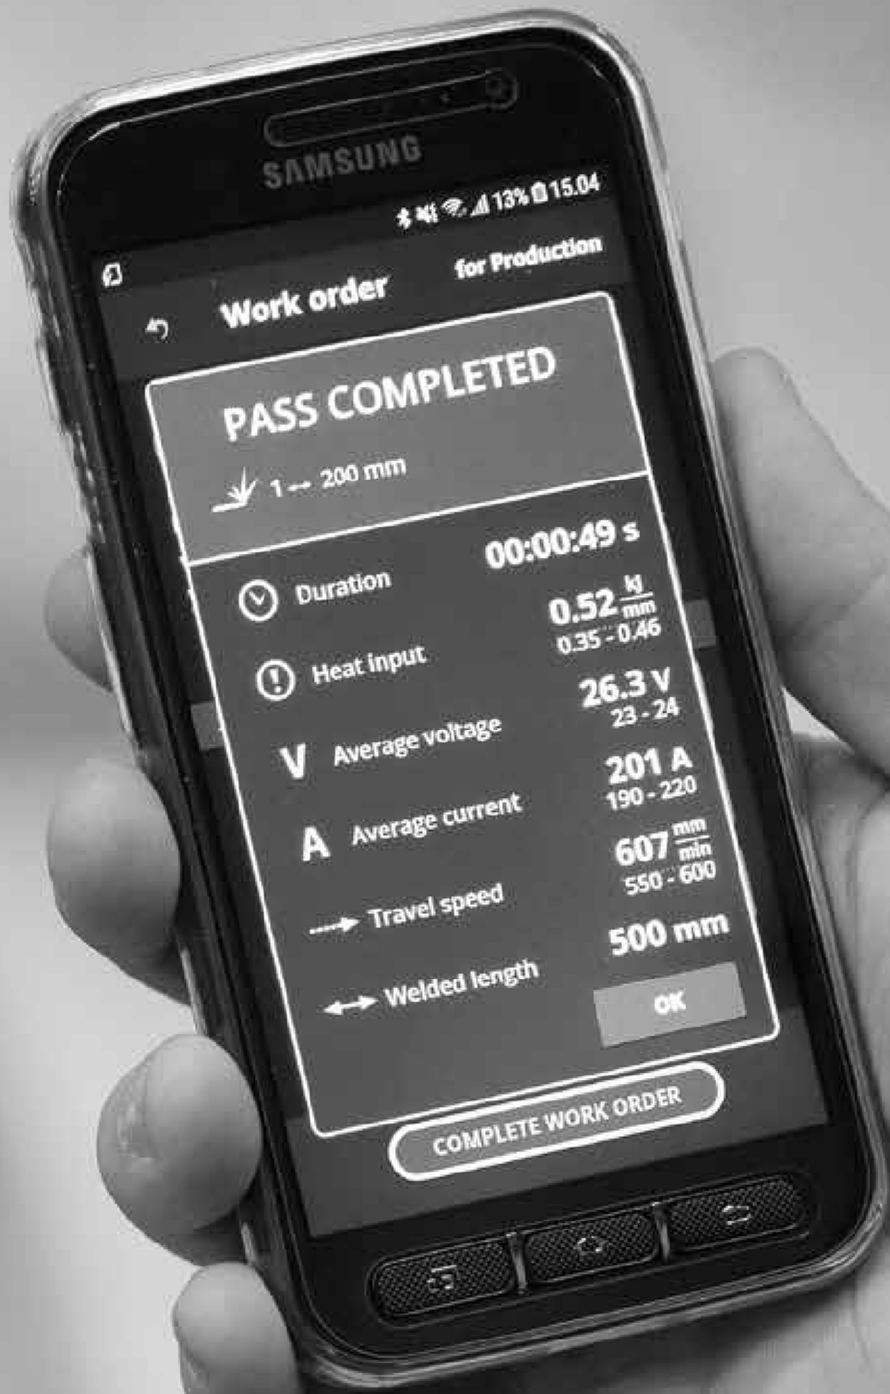 SAMSUNG
13% 15.04
Work order for Production
PASS COMPLETED
1 ↔ 200 mm
Duration 00:00:49 s
Heat input 0.52 kJ/mm
0.35 - 0.46
V Average voltage 26.3 V
23 - 24
A Average current 201 A
190 - 220
Travel speed 607 mm/min
550 - 600
Welded length 500 mm
OK
COMPLETE WORK ORDER